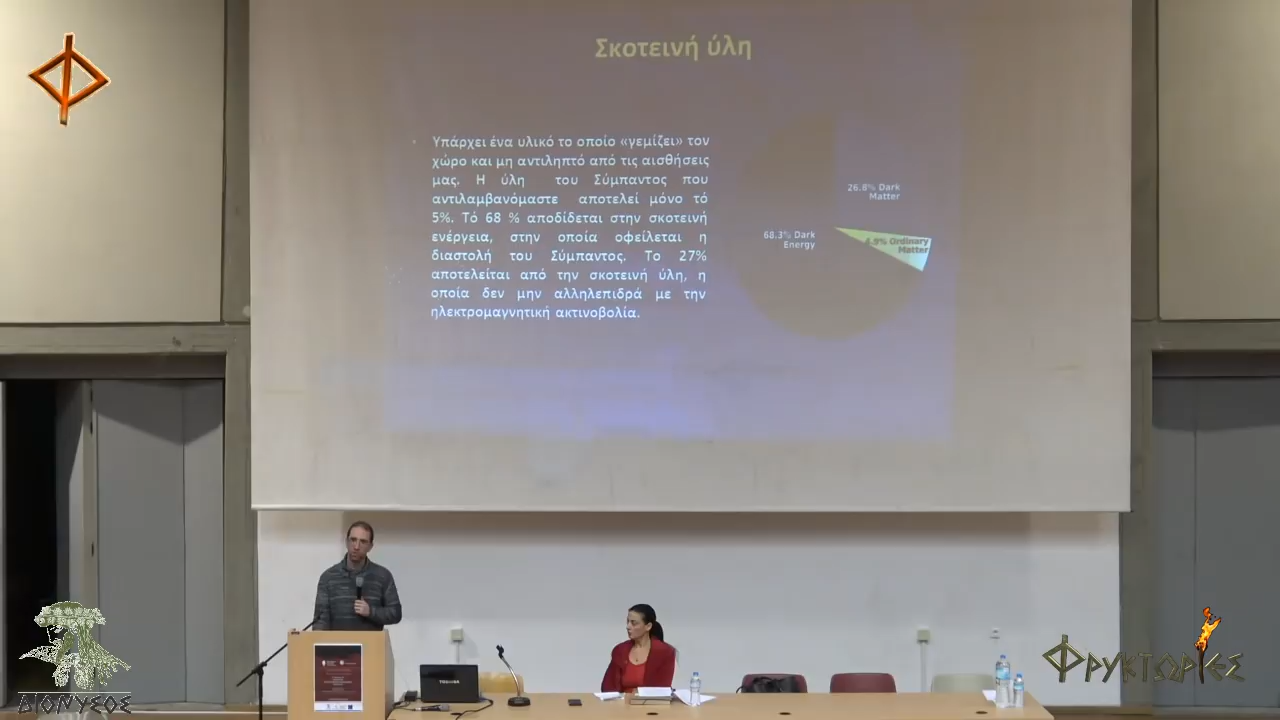 Σκοτεινή ύλη
• Υπάρχει ένα υλικό το οποίο «γεμίζει» τον
χώρο και μη αντιληπτό από τις αισθήσεις
μας. Η ύλη του Σύμπαντος που
αντιλαμβανόμαστε αποτελεί μόνο τό
5%. Τό 68 % αποδίδεται στην σκοτεινή
ενέργεια, στην οποία οφείλεται η
διαστολή του Σύμπαντος. Το 27%
αποτελείται από την σκοτεινή ύλη, η
οποία δεν μην αλληλεπιδρά με την
ηλεκτρομαγνητική ακτινοβολία.
26.8% Dark
Matter
68.3% Dark
Energy
4.9% Ordinary
Matter
TOSHIBA
ΔΙΟΝΥΣΟΣ
ΦΡΥΚΤΩΡΙΕΣ